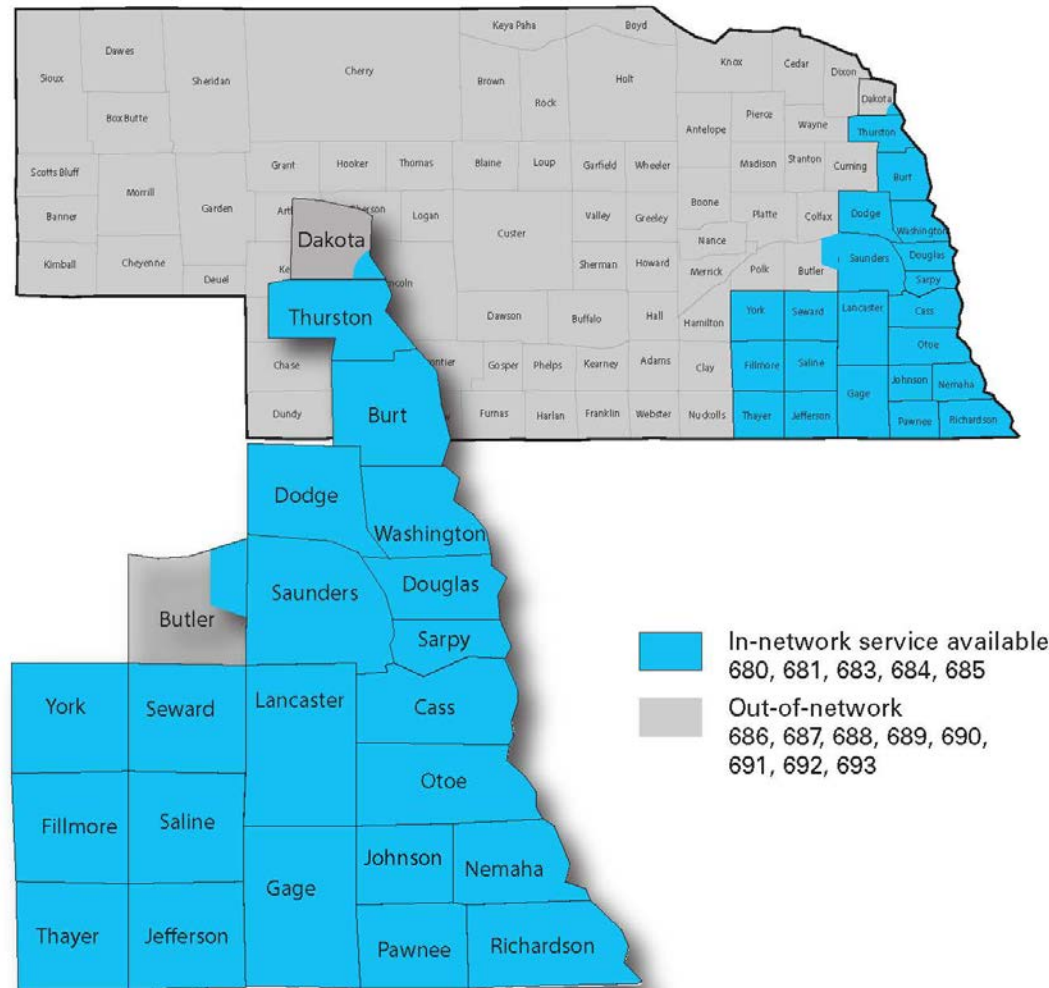 Keya Paha
Boyd
Dawes
Knox
Cedar
Sioux
Sheridan
Cherry
Brown
Holt
Dixon
Rock
Dakota
Box Butte
Pierce
Antelope
Wayne
Thurston
Scotts Bluff
Grant
Hooker
Thomas
Blaine
Loup
Garfield
Wheeler
Madison
Stanton
Cuming
Burt
Morrill
Banner
Garden
Logan
Valley
Greeley
Boone
Platte
Colfax
Dodge
Washington
Custer
Nance
Kimball
Cheyenne
Deuel
Sherman
Howard
Merrick
Polk
Butler
Saunders
Douglas
Sarpy
Dawson
Buffalo
Hall
Hamilton
York
Seward
Lancaster
Cass
Otoe
Chase
Gosper
Phelps
Kearney
Adams
Clay
Fillmore
Saline
Gage
Johnson
Nemaha
Dundy
Furnas
Harlan
Franklin
Webster
Nuckolls
Thayer
Jefferson
Pawnee
Richardson
Dakota
Thurston
Burt
Dodge
Washington
Saunders
Douglas
Butler
Sarpy
York
Seward
Lancaster
Cass
Otoe
Fillmore
Saline
Johnson
Nemaha
Gage
Thayer
Jefferson
Pawnee
Richardson
In-network service available
680, 681, 683, 684, 685
Out-of-network
686, 687, 688, 689, 690,
691, 692, 693